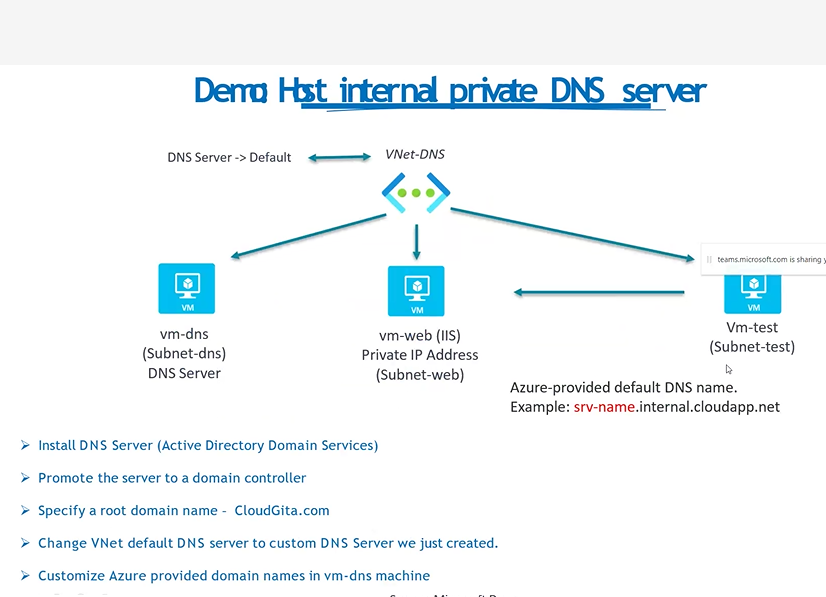 Demo: Host internal private DNS server
DNS Server -> Default
VNet-DNS
teams.microsoft.com is sharing
VM
VM
VM
vm-dns
(Subnet-dns)
DNS Server
vm-web (IIS)
Private IP Address
(Subnet-web)
Vm-test
(Subnet-test)
Azure-provided default DNS name.
Example: srv-name.internal.cloudapp.net
➢ Install DNS Server (Active Directory Domain Services)
➢ Promote the server to a domain controller
➢ Specify a root domain name - CloudGita.com
➢ Change VNet default DNS server to custom DNS Server we just created.
➢ Customize Azure provided domain names in vm-dns machine